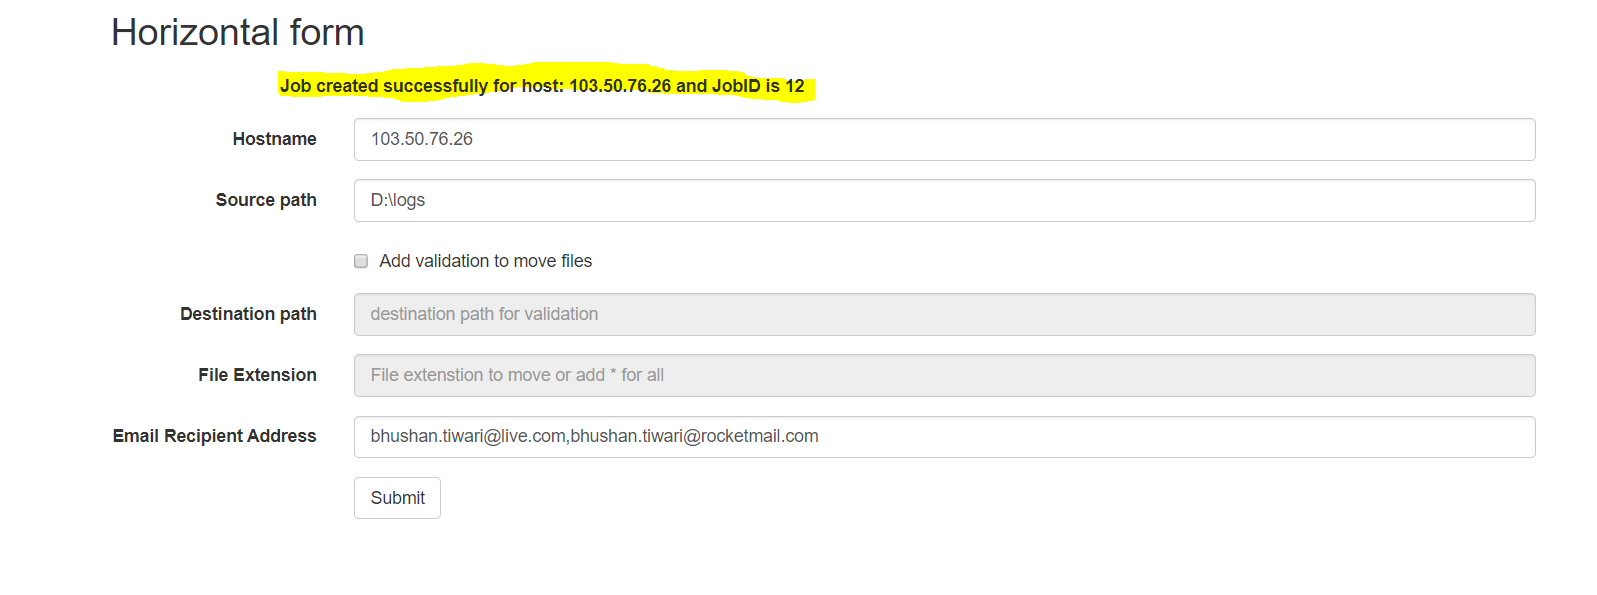 Horizontal form
Job created successfully for host: 103.50.76.26 and JobID is 12
Hostname 103.50.76.26
Source path D:\logs
Add validation to move files
Destination path destination path for validation
File Extension File extenstion to move or add * for all
Email Recipient Address bhushan.tiwari@live.com,bhushan.tiwari@rocketmail.com
Submit